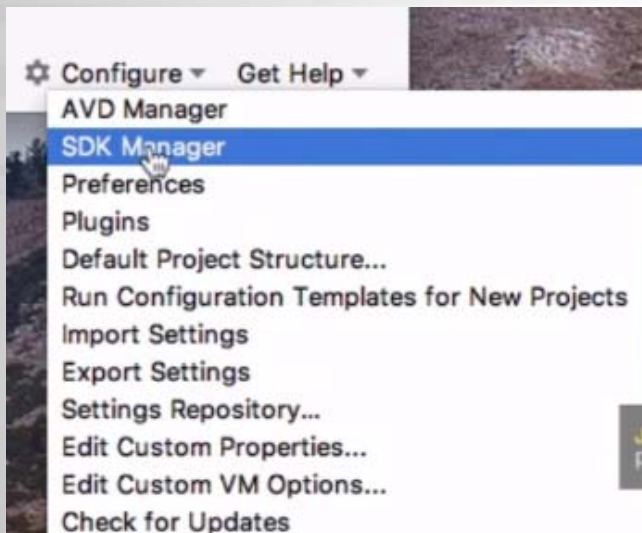 Configure Get Help
AVD Manager
SDK Manager
Preferences
Plugins
Default Project Structure...
Run Configuration Templates for New Projects
Import Settings
Export Settings
Settings Repository...
Edit Custom Properties...
Edit Custom VM Options...
Check for Updates